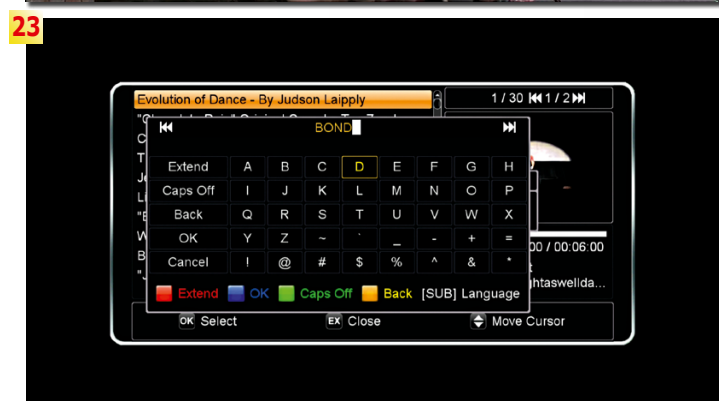 23
Evolution of Dance - By Judson Laipply
1 / 30 ⏮1 / 2⏭
⏮ BOND ⏭
Extend A B C D E F G H
Caps Off I J K L M N O P
Back Q R S T U V W X
OK Y Z ~ ` _ - + =
Cancel ! @ # $ % ^ & *
00 / 00:06:00
htaswellda...
Extend OK Caps Off Back [SUB] Language
OK Select EX Close Move Cursor